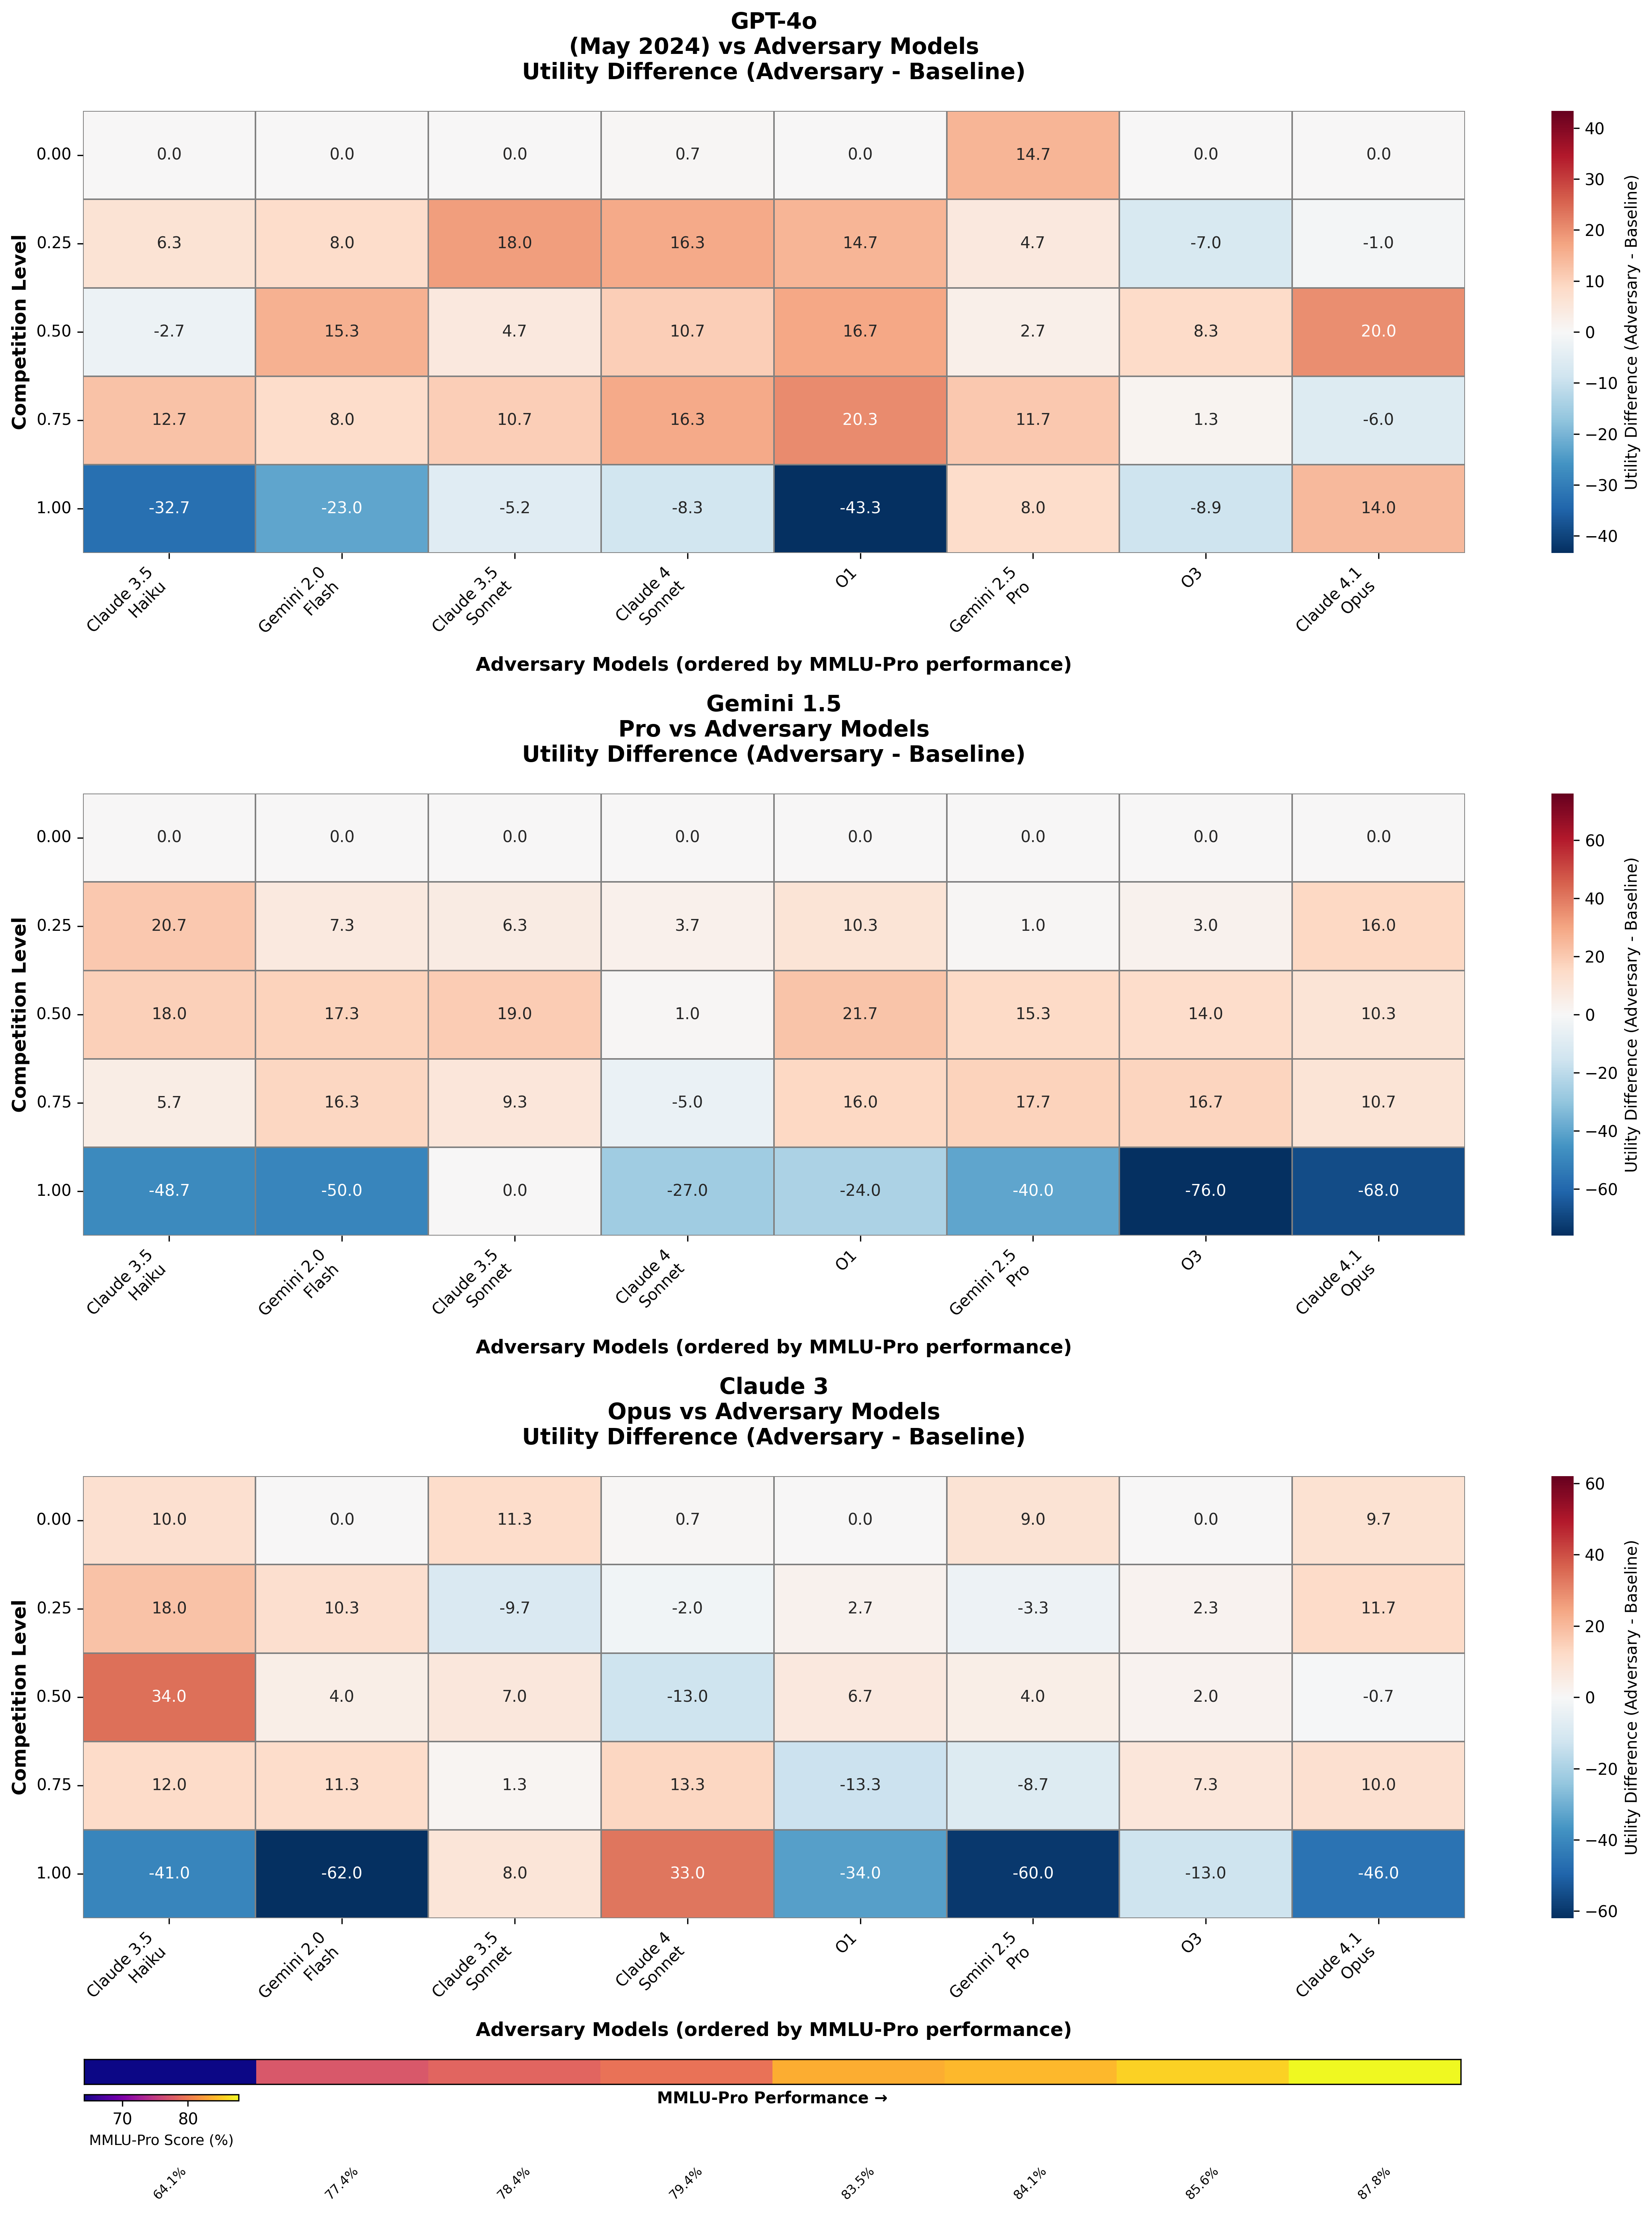 GPT-4o
(May 2024) vs Adversary Models
Utility Difference (Adversary - Baseline)
Competition Level
0.00 0.0 0.0 0.0 0.7 0.0 14.7 0.0 0.0
0.25 6.3 8.0 18.0 16.3 14.7 4.7 -7.0 -1.0
0.50 -2.7 15.3 4.7 10.7 16.7 2.7 8.3 20.0
0.75 12.7 8.0 10.7 16.3 20.3 11.7 1.3 -6.0
1.00 -32.7 -23.0 -5.2 -8.3 -43.3 8.0 -8.9 14.0
Claude 3.5
Haiku
Gemini 2.0
Flash
Claude 3.5
Sonnet
Claude 4
Sonnet
O1
Gemini 2.5
Pro
O3
Claude 4.1
Opus
Adversary Models (ordered by MMLU-Pro performance)
40
30
20
10
0
−10
−20
−30
−40
Utility Difference (Adversary - Baseline)
Gemini 1.5
Pro vs Adversary Models
Utility Difference (Adversary - Baseline)
Competition Level
0.00 0.0 0.0 0.0 0.0 0.0 0.0 0.0 0.0
0.25 20.7 7.3 6.3 3.7 10.3 1.0 3.0 16.0
0.50 18.0 17.3 19.0 1.0 21.7 15.3 14.0 10.3
0.75 5.7 16.3 9.3 -5.0 16.0 17.7 16.7 10.7
1.00 -48.7 -50.0 0.0 -27.0 -24.0 -40.0 -76.0 -68.0
Claude 3.5
Haiku
Gemini 2.0
Flash
Claude 3.5
Sonnet
Claude 4
Sonnet
O1
Gemini 2.5
Pro
O3
Claude 4.1
Opus
Adversary Models (ordered by MMLU-Pro performance)
60
40
20
0
−20
−40
−60
Utility Difference (Adversary - Baseline)
Claude 3
Opus vs Adversary Models
Utility Difference (Adversary - Baseline)
Competition Level
0.00 10.0 0.0 11.3 0.7 0.0 9.0 0.0 9.7
0.25 18.0 10.3 -9.7 -2.0 2.7 -3.3 2.3 11.7
0.50 34.0 4.0 7.0 -13.0 6.7 4.0 2.0 -0.7
0.75 12.0 11.3 1.3 13.3 -13.3 -8.7 7.3 10.0
1.00 -41.0 -62.0 8.0 33.0 -34.0 -60.0 -13.0 -46.0
Claude 3.5
Haiku
Gemini 2.0
Flash
Claude 3.5
Sonnet
Claude 4
Sonnet
O1
Gemini 2.5
Pro
O3
Claude 4.1
Opus
Adversary Models (ordered by MMLU-Pro performance)
60
40
20
0
−20
−40
−60
Utility Difference (Adversary - Baseline)
MMLU-Pro Performance →
70 80
MMLU-Pro Score (%)
64.1% 77.4% 78.4% 79.4% 83.5% 84.1% 85.6% 87.8%